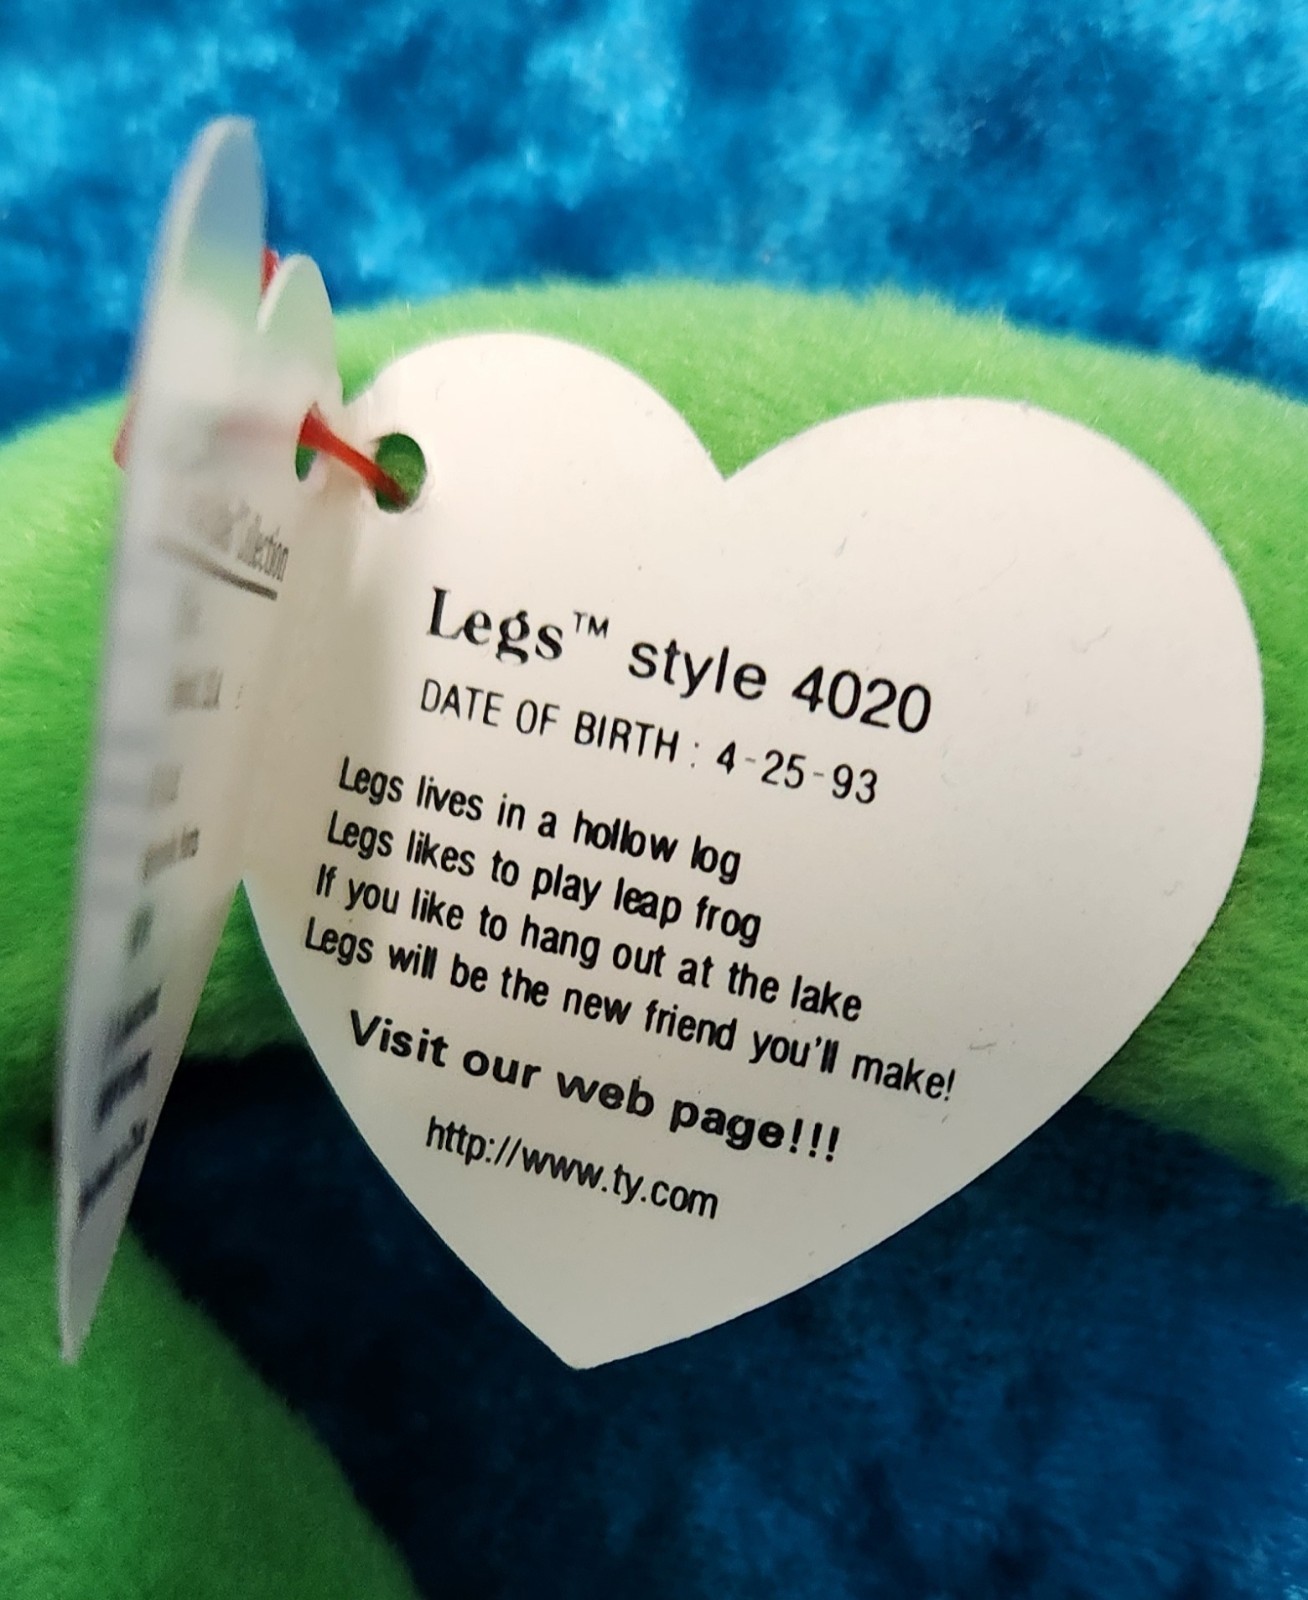 Collection
Legs™ style 4020
DATE OF BIRTH : 4-25-93
Legs lives in a hollow log
Legs likes to play leap frog
If you like to hang out at the lake
Legs will be the new friend you'll make!
Visit our web page!!!
http://www.ty.com